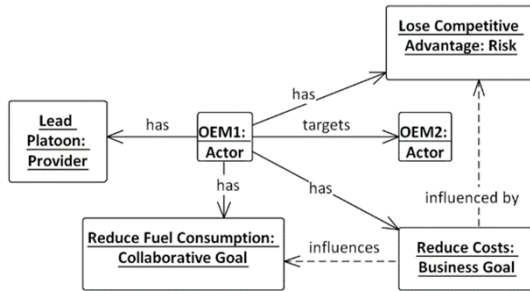 Lose Competitive
Advantage: Risk
has
Lead
Platoon:
Provider
has
OEM1:
Actor
targets
OEM2:
Actor
has
has
influenced by
Reduce Fuel Consumption:
Collaborative Goal
influences
Reduce Costs:
Business Goal